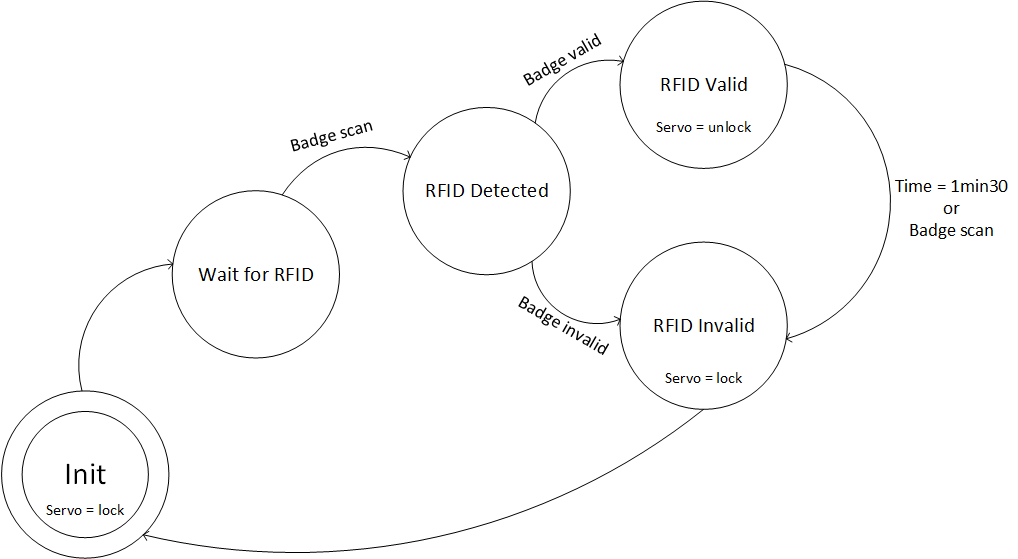 Badge valid
RFID Valid
Servo = unlock
Badge scan
RFID Detected
Time = 1min30
or
Badge scan
Wait for RFID
Badge invalid
RFID Invalid
Servo = lock
Init
Servo = lock